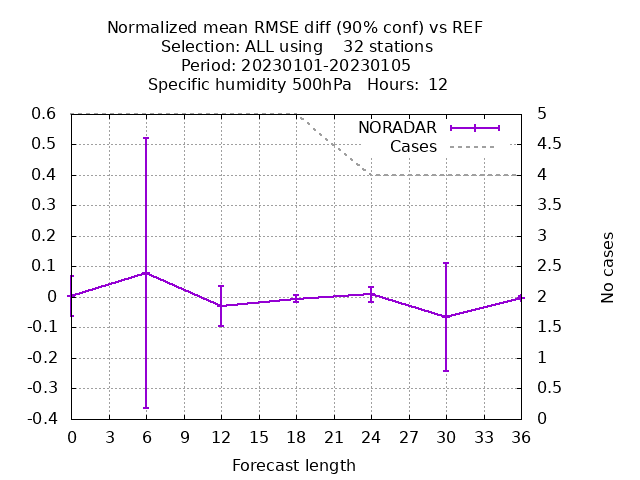 Normalized mean RMSE diff (90% conf) vs REF
Selection: ALL using    32 stations
Period: 20230101-20230105
Specific humidity 500hPa   Hours:  12
NORADAR
Cases
0.6
0.5
0.4
0.3
0.2
0.1
0
-0.1
-0.2
-0.3
-0.4
5
4.5
4
3.5
3
2.5
2
1.5
1
0.5
0
No cases
0 3 6 9 12 15 18 21 24 27 30 33 36
Forecast length